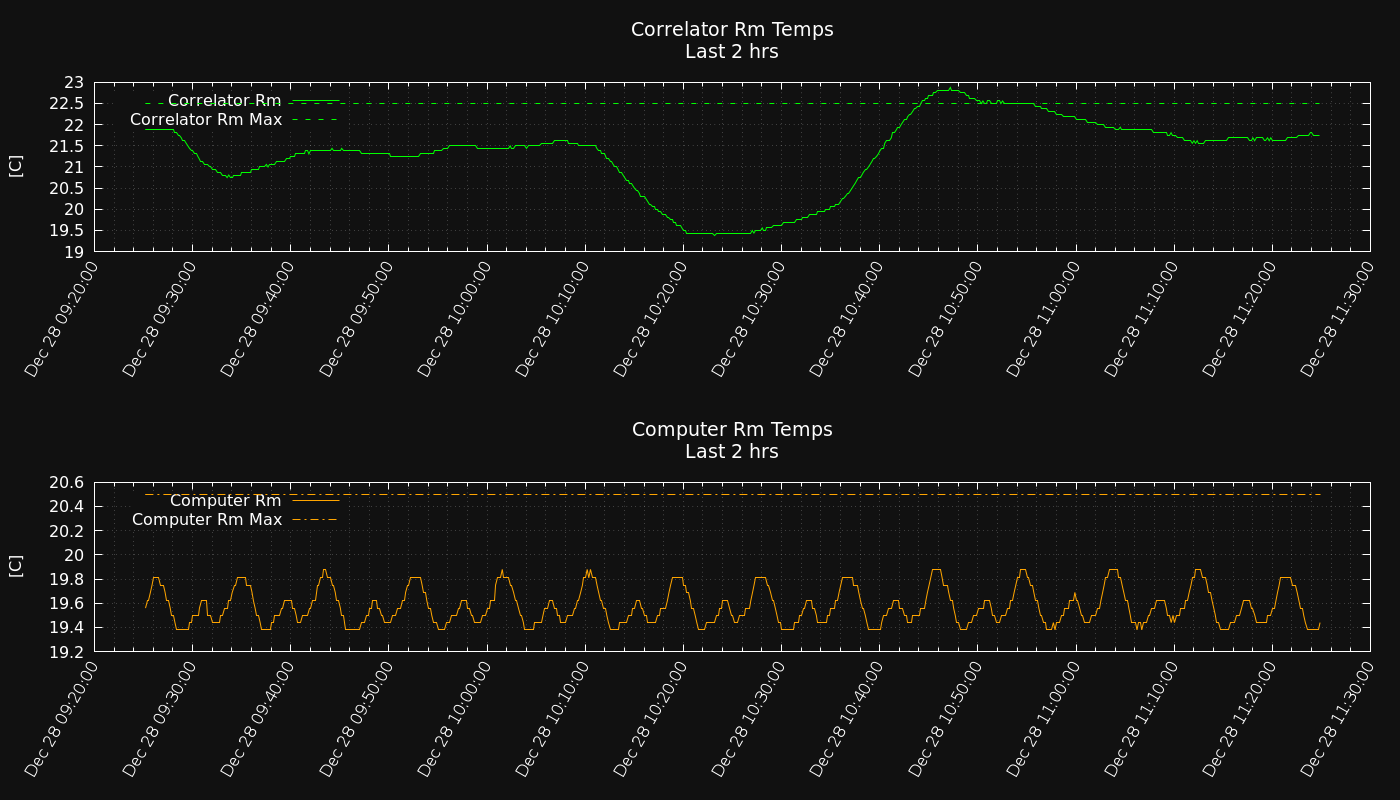 Correlator Rm Temps
Last 2 hrs
23
22.5
22
21.5
21
20.5
20
19.5
19
[C]
Correlator Rm
Correlator Rm Max
Dec 28 09:20:00
Dec 28 09:30:00
Dec 28 09:40:00
Dec 28 09:50:00
Dec 28 10:00:00
Dec 28 10:10:00
Dec 28 10:20:00
Dec 28 10:30:00
Dec 28 10:40:00
Dec 28 10:50:00
Dec 28 11:00:00
Dec 28 11:10:00
Dec 28 11:20:00
Dec 28 11:30:00
Computer Rm Temps
Last 2 hrs
20.6
20.4
20.2
20
19.8
19.6
19.4
19.2
[C]
Computer Rm
Computer Rm Max
Dec 28 09:20:00
Dec 28 09:30:00
Dec 28 09:40:00
Dec 28 09:50:00
Dec 28 10:00:00
Dec 28 10:10:00
Dec 28 10:20:00
Dec 28 10:30:00
Dec 28 10:40:00
Dec 28 10:50:00
Dec 28 11:00:00
Dec 28 11:10:00
Dec 28 11:20:00
Dec 28 11:30:00